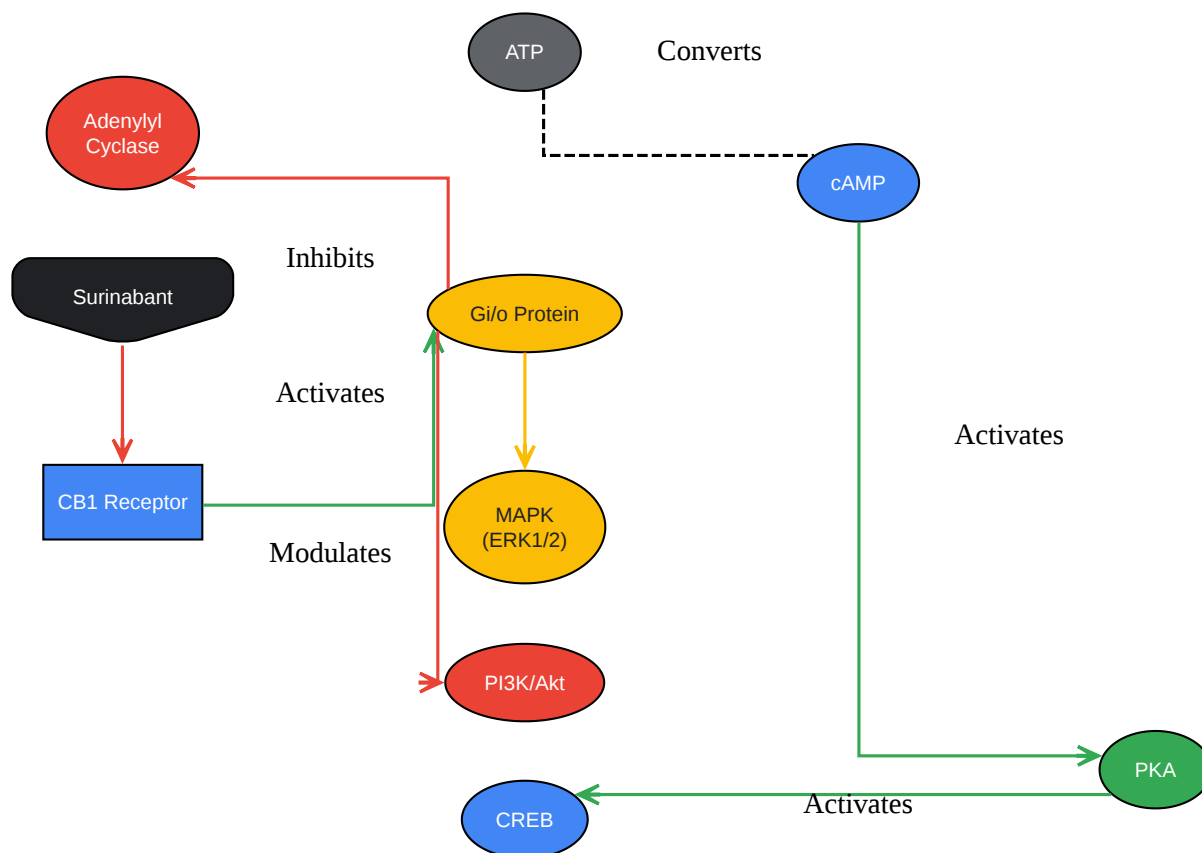 ATP
Converts
Adenylyl
Cyclase
cAMP
Inhibits
Surinabant
Gi/o Protein
Activates
Activates
CB1 Receptor
MAPK
(ERK1/2)
Modulates
PI3K/Akt
PKA
Activates
CREB